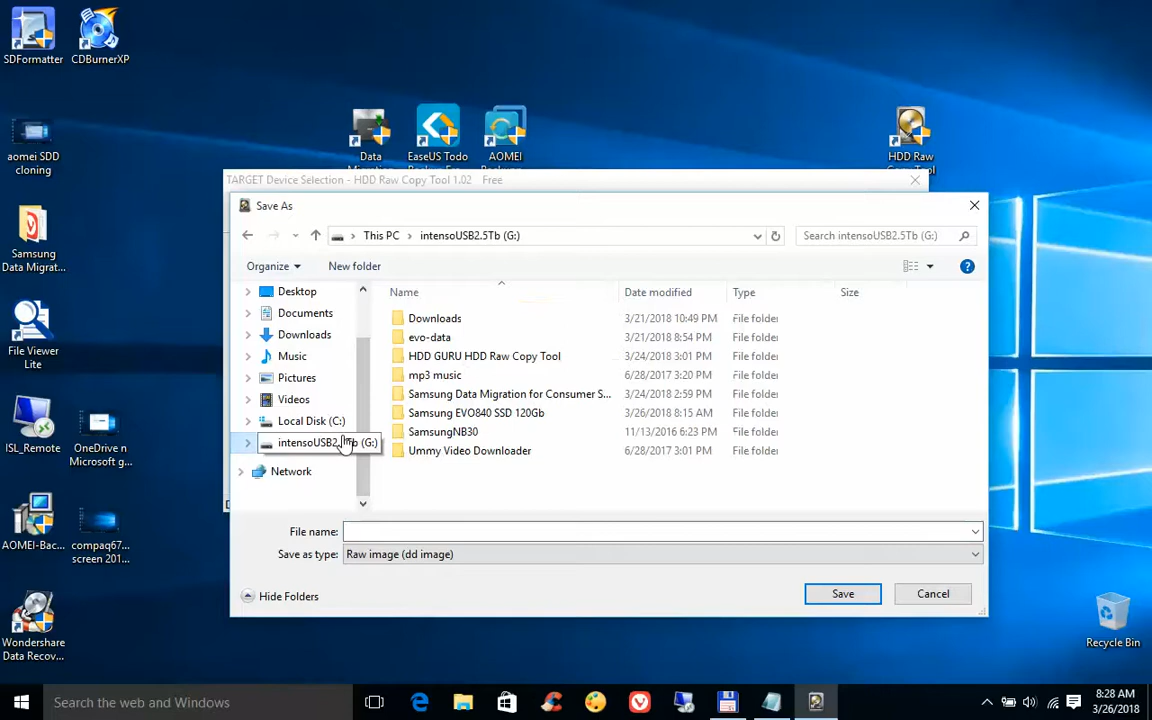 SDFormatter
CDBurnerXP
aomei SDD
cloning
Data
EaseUS Todo
AOMEI
HDD Raw
Copy Tool
TARGET Device Selection - HDD Raw Copy Tool 1.02 Free
Save As
This PC
intensoUSB2.5Tb (G:)
Search intensoUSB2.5Tb (G:)
Organize
New folder
Name
Date modified
Type
Size
Desktop
Documents
Downloads
Music
Pictures
Videos
Local Disk (C:)
(G:)
Network
Downloads 3/21/2018 10:49 PM File folder
evo-data 3/21/2018 8:54 PM File folder
HDD GURU HDD Raw Copy Tool 3/24/2018 3:01 PM File folder
mp3 music 6/28/2017 3:20 PM File folder
Samsung Data Migration for Consumer S... 3/24/2018 2:59 PM File folder
Samsung EVO840 SSD 120Gb 3/26/2018 8:15 AM File folder
SamsungNB30 11/13/2016 6:23 PM File folder
Ummy Video Downloader 6/28/2017 3:01 PM File folder
File name:
Save as type: Raw image (dd image)
Hide Folders
Save
Cancel
Samsung
Data Migrat...
File Viewer
Lite
ISL_Remote
OneDrive n
Microsoft g...
AOMEI-Bac...
compaq67...
screen 201...
Wondershare
Data Recov...
Recycle Bin
Search the web and Windows
8:28 AM
3/26/2018